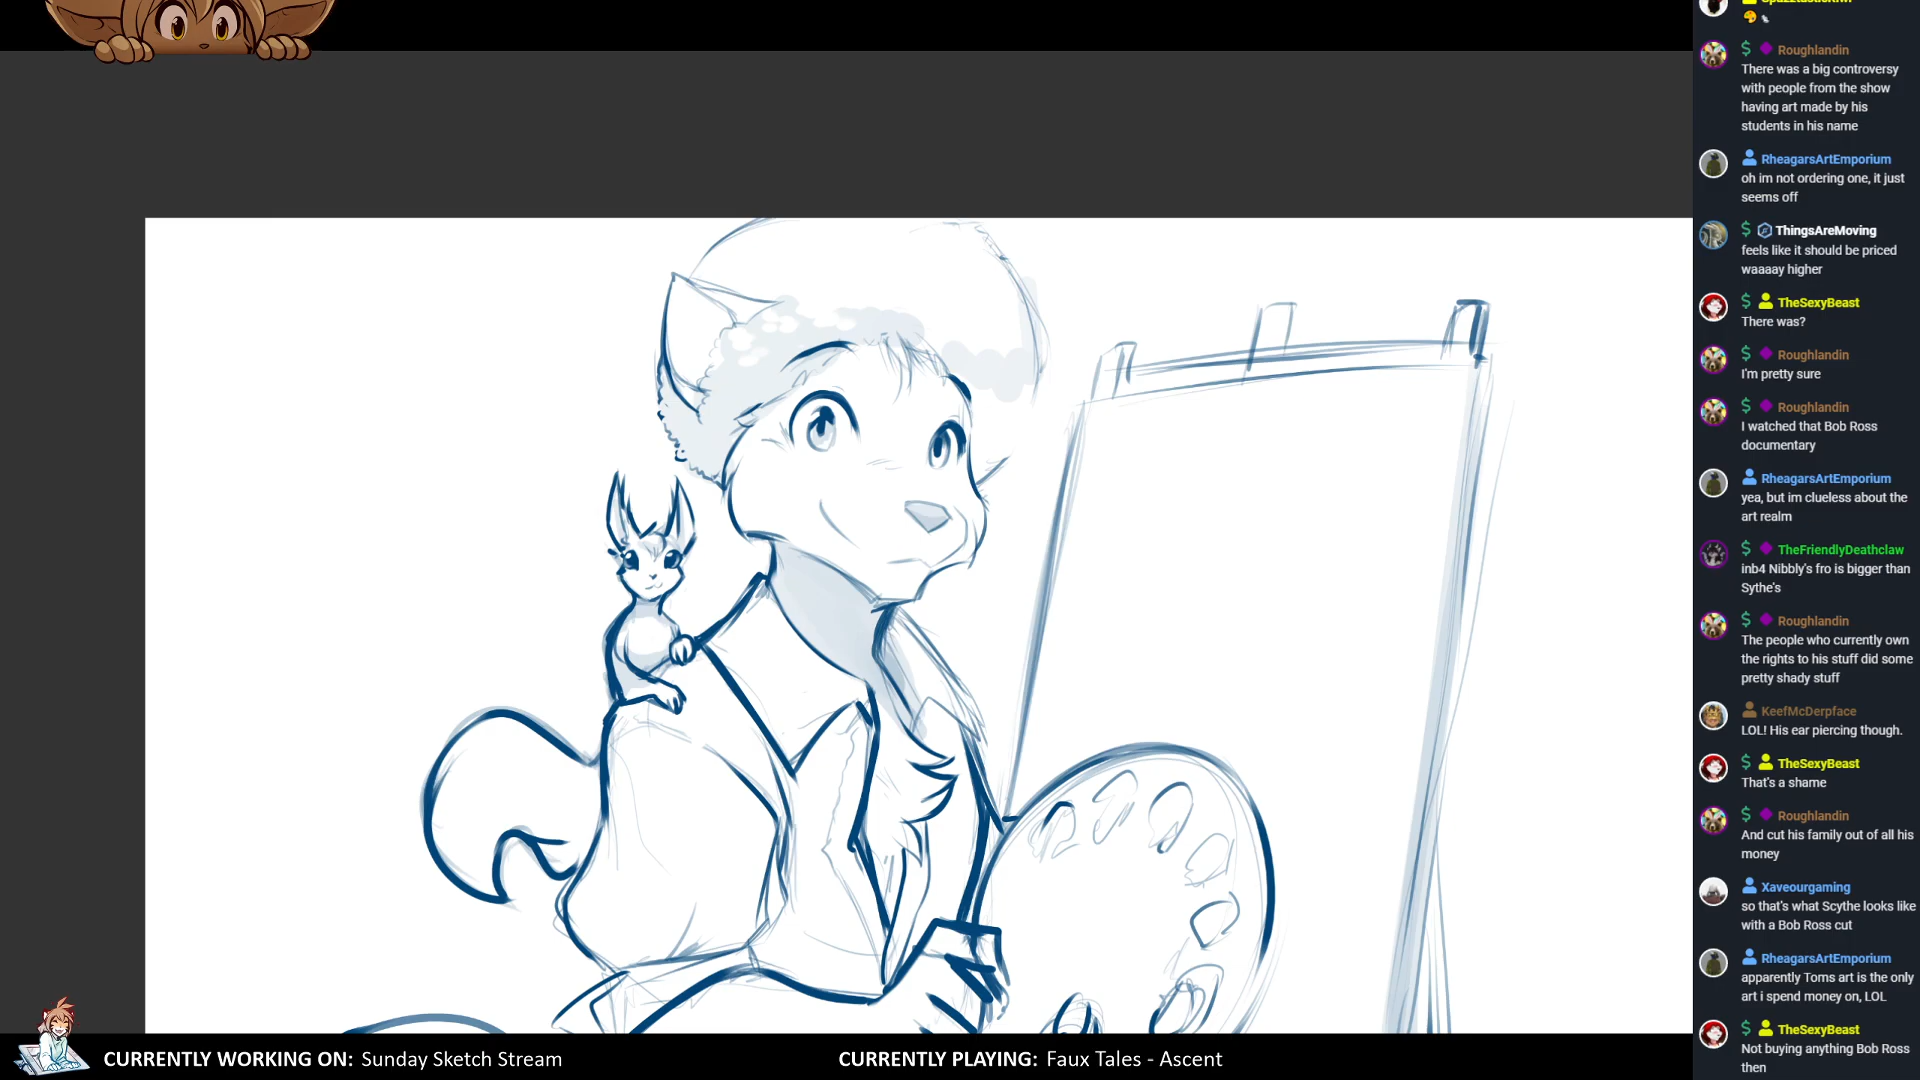 Roughlandin
There was a big controversy
with people from the show
having art made by his
students in his name
RheagarsArtEmporium
oh im not ordering one, it just
seems off
ThingsAreMoving
feels like it should be priced
waaaay higher
TheSexyBeast
There was?
Roughlandin
I'm pretty sure
Roughlandin
I watched that Bob Ross
documentary
RheagarsArtEmporium
yea, but im clueless about the
art realm
TheFriendlyDeathclaw
inb4 Nibbly's fro is bigger than
Sythe's
Roughlandin
The people who currently own
the rights to his stuff did some
pretty shady stuff
KeefMcDerpface
LOL! His ear piercing though.
TheSexyBeast
That's a shame
Roughlandin
And cut his family out of all his
money
Xaveourgaming
so that's what Scythe looks like
with a Bob Ross cut
RheagarsArtEmporium
apparently Toms art is the only
art i spend money on, LOL
TheSexyBeast
Not buying anything Bob Ross
then
CURRENTLY WORKING ON: Sunday Sketch Stream
CURRENTLY PLAYING: Faux Tales - Ascent